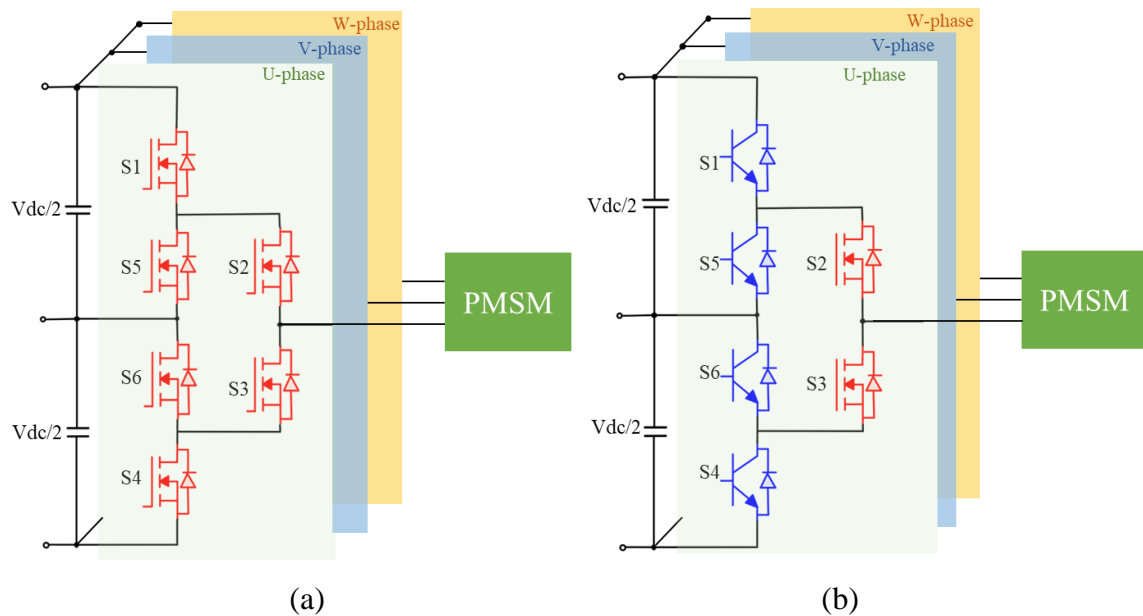 W-phase
V-phase
U-phase
S1
Vdc/2
S5
S2
PMSM
S6
S3
Vdc/2
S4
(a)
W-phase
V-phase
U-phase
S1
Vdc/2
S5
S2
PMSM
S6
S3
Vdc/2
S4
(b)